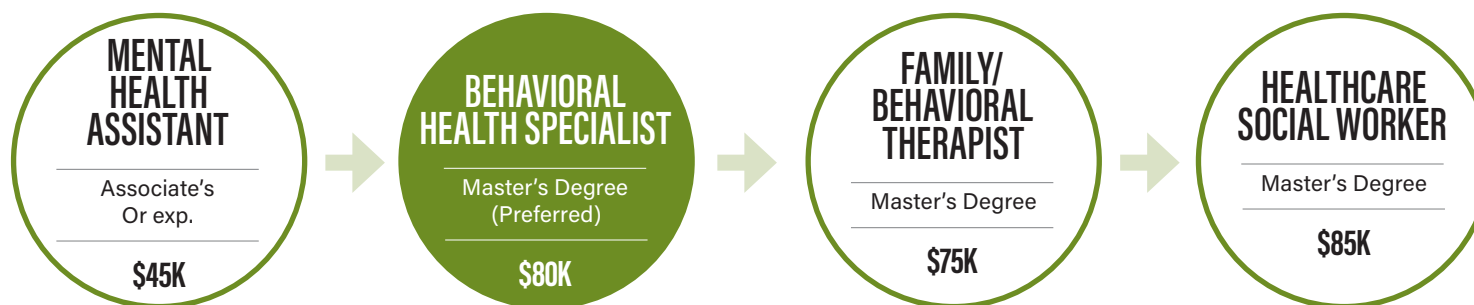 MENTAL
HEALTH
ASSISTANT
Associate's
Or exp.
$45K
BEHAVIORAL
HEALTH SPECIALIST
Master's Degree
(Preferred)
$80K
FAMILY/
BEHAVIORAL
THERAPIST
Master's Degree
$75K
HEALTHCARE
SOCIAL WORKER
Master's Degree
$85K